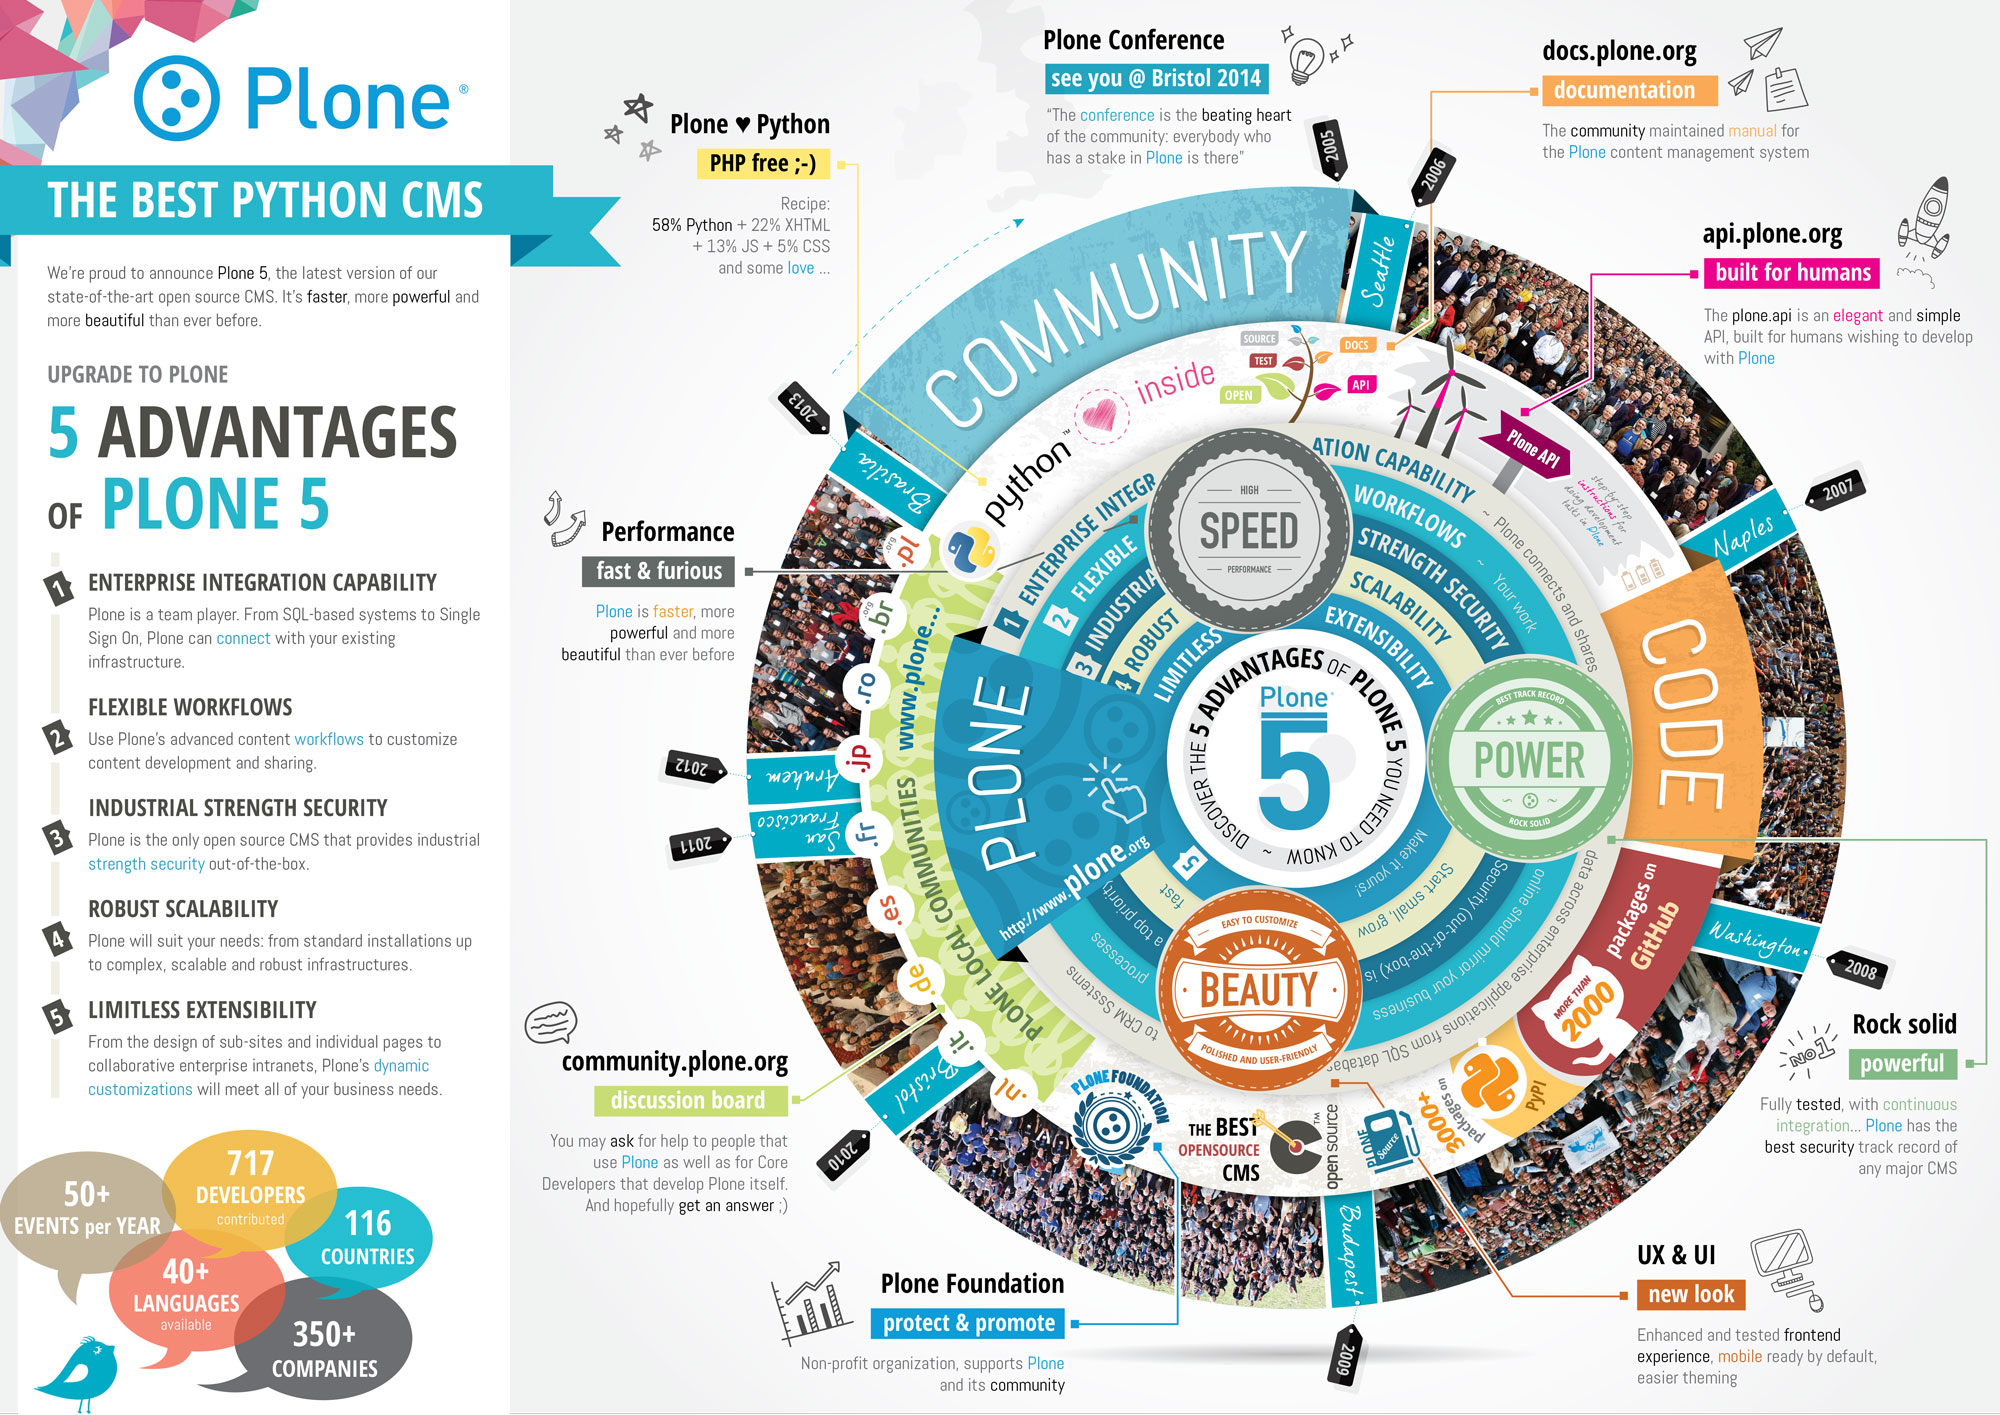 Plone®
THE BEST PYTHON CMS
We're proud to announce Plone 5, the latest version of our
state-of-the-art open source CMS. It's faster, more powerful and
more beautiful than ever before.
UPGRADE TO PLONE
5 ADVANTAGES
OF PLONE 5
1
ENTERPRISE INTEGRATION CAPABILITY
Plone is a team player. From SQL-based systems to Single
Sign On, Plone can connect with your existing
infrastructure.
2
FLEXIBLE WORKFLOWS
Use Plone's advanced content workflows to customize
content development and sharing.
3
INDUSTRIAL STRENGTH SECURITY
Plone is the only open source CMS that provides industrial
strength security out-of-the-box.
4
ROBUST SCALABILITY
Plone will suit your needs: from standard installations up
to complex, scalable and robust infrastructures.
5
LIMITLESS EXTENSIBILITY
From the design of sub-sites and individual pages to
collaborative enterprise intranets, Plone's dynamic
customizations will meet all of your business needs.
50+
EVENTS per YEAR
717
DEVELOPERS
contributed
116
COUNTRIES
40+
LANGUAGES
available
350+
COMPANIES
Plone ♥ Python
PHP free ;-)
Recipe:
58% Python + 22% XHTML
+ 13% JS + 5% CSS
and some love ...
Plone Conference
see you @ Bristol 2014
"The conference is the beating heart
of the community: everybody who
has a stake in Plone is there"
docs.plone.org
documentation
The community maintained manual for
the Plone content management system
api.plone.org
built for humans
The plone.api is an elegant and simple
API, built for humans wishing to develop
with Plone
Performance
fast & furious
Plone is faster, more
powerful and more
beautiful than ever before
community.plone.org
discussion board
You may ask for help to people that
use Plone as well as for Core
Developers that develop Plone itself.
And hopefully get an answer ;)
Plone Foundation
protect & promote
Non-profit organization, supports Plone
and its community
UX & UI
new look
Enhanced and tested frontend
experience, mobile ready by default,
easier theming
No1
Rock solid
powerful
Fully tested, with continuous
integration... Plone has the
best security track record of
any major CMS
2005
Seattle
2006
2007
Naples
2008
Washington
2009
Budapest
2010
Bristol
2011
San
Francisco
2012
Arnhem
2013
Brasilia
COMMUNITY
CODE
PLONE
http://www.plone.org
python™
inside
SOURCE
TEST
OPEN
DOCS
API
Plone API
step-by-step
instructions for
doing development
tasks in Plone
packages on
GitHub
MORE THAN
2000
3000+
packages on
PyPI
PLONE
Source
open source™
THE BEST
OPENSOURCE
CMS
PLONE FOUNDATION
PLONE LOCAL COMMUNITIES www.plone...
.org
.pl
.org
.br
.ro
.jp
.fr
.es
.de
.it
.nl
1 ENTERPRISE INTEGRATION CAPABILITY ~ Plone connects and shares
data across enterprise applications from SQL databas
to CRM Sssstems
2 FLEXIBLE WORKFLOWS ~ Your work
online should mirror your business
processes
3 INDUSTRIA STRENGTH SECURITY
Security (out-of-the-box) is
a top priority
4 ROBUST SCALABILITY
Start small, grow
fast
5
LIMITLESS EXTENSIBILITY
Make it yours!
HIGH
SPEED
PERFORMANCE
BEST TRACK RECORD
POWER
ROCK SOLID
EASY TO CUSTOMIZE
BEAUTY
POLISHED AND USER-FRIENDLY
DISCOVER THE 5 ADVANTAGES OF PLONE 5 YOU NEED TO KNOW ~
Plone®
5